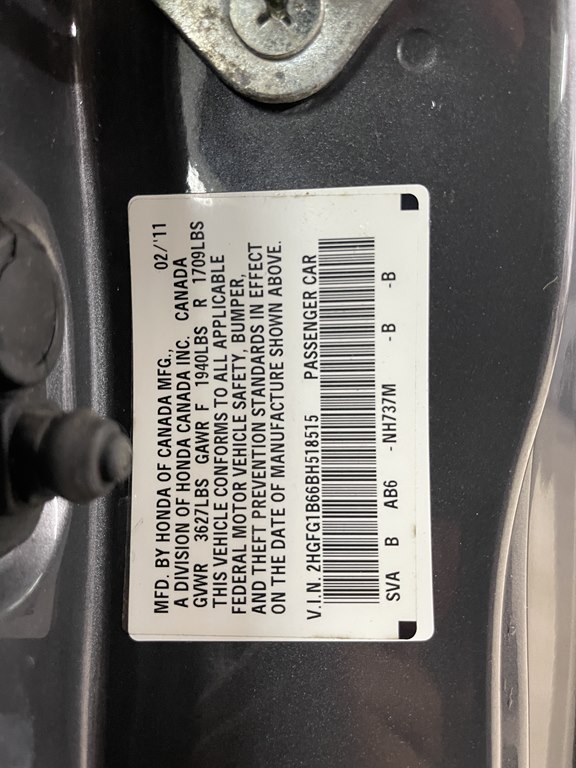 MFD. BY HONDA OF CANADA MFG., 02/'11
A DIVISION OF HONDA CANADA INC. CANADA
GVWR 3627LBS GAWR F 1940LBS R 1709LBS
THIS VEHICLE CONFORMS TO ALL APPLICABLE
FEDERAL MOTOR VEHICLE SAFETY, BUMPER,
AND THEFT PREVENTION STANDARDS IN EFFECT
ON THE DATE OF MANUFACTURE SHOWN ABOVE.
V.I.N. 2HGFG1B66BH518515 PASSENGER CAR
SVA B AB6 -NH737M -B -B